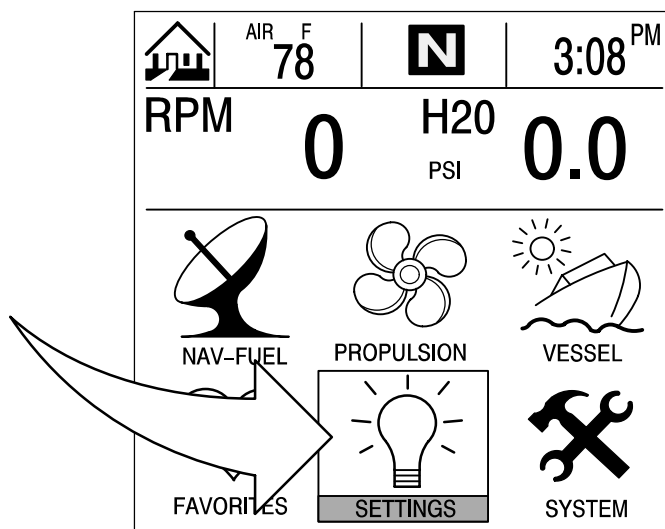 AIR F
78
N
3:08 PM
RPM 0 H20 PSI 0.0
NAV-FUEL PROPULSION VESSEL
FAVORITES SETTINGS SYSTEM